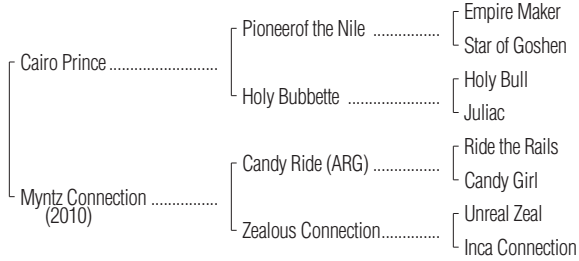 Empire Maker
Pioneerof the Nile ................
Star of Goshen
Cairo Prince ..........................
Holy Bull
Holy Bubbette ......................
Juliac
Ride the Rails
Candy Ride (ARG) ................
Candy Girl
Myntz Connection ................
(2010)
Unreal Zeal
Zealous Connection..............
Inca Connection